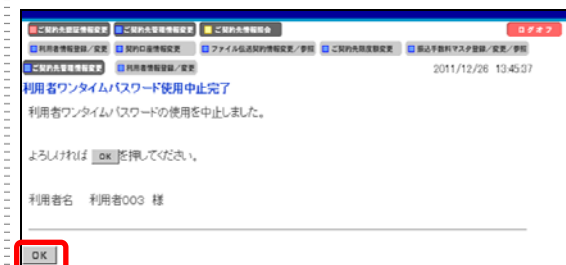 ご契約先認証情報変更 ご契約先管理情報変更 ご契約先情報照会 ログオフ
利用者情報登録/変更 契約口座情報変更 ファイル伝送契約情報変更/参照 ご契約先限度額変更 振込手数料マスタ登録/変更/参照
ご契約先管理情報変更 利用者情報登録/変更 2011/12/26 13:45:37
利用者ワンタイムパスワード使用中止完了
利用者ワンタイムパスワードの使用を中止しました。
よろしければ OK を押してください。
利用者名 利用者003 様
OK